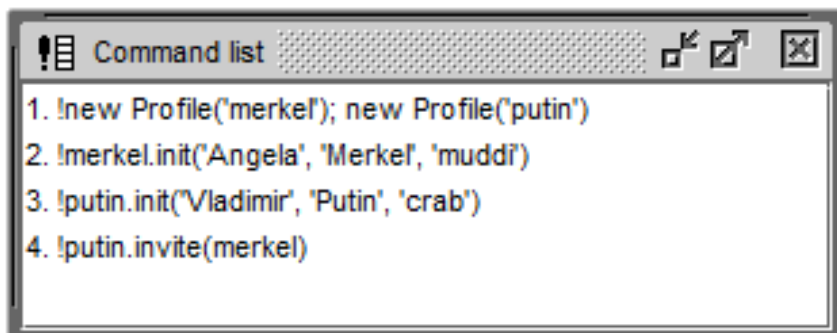 Command list
1. !new Profile('merkel'); new Profile('putin')
2. !merkel.init('Angela', 'Merkel', 'muddi')
3. !putin.init('Vladimir', 'Putin', 'crab')
4. !putin.invite(merkel)